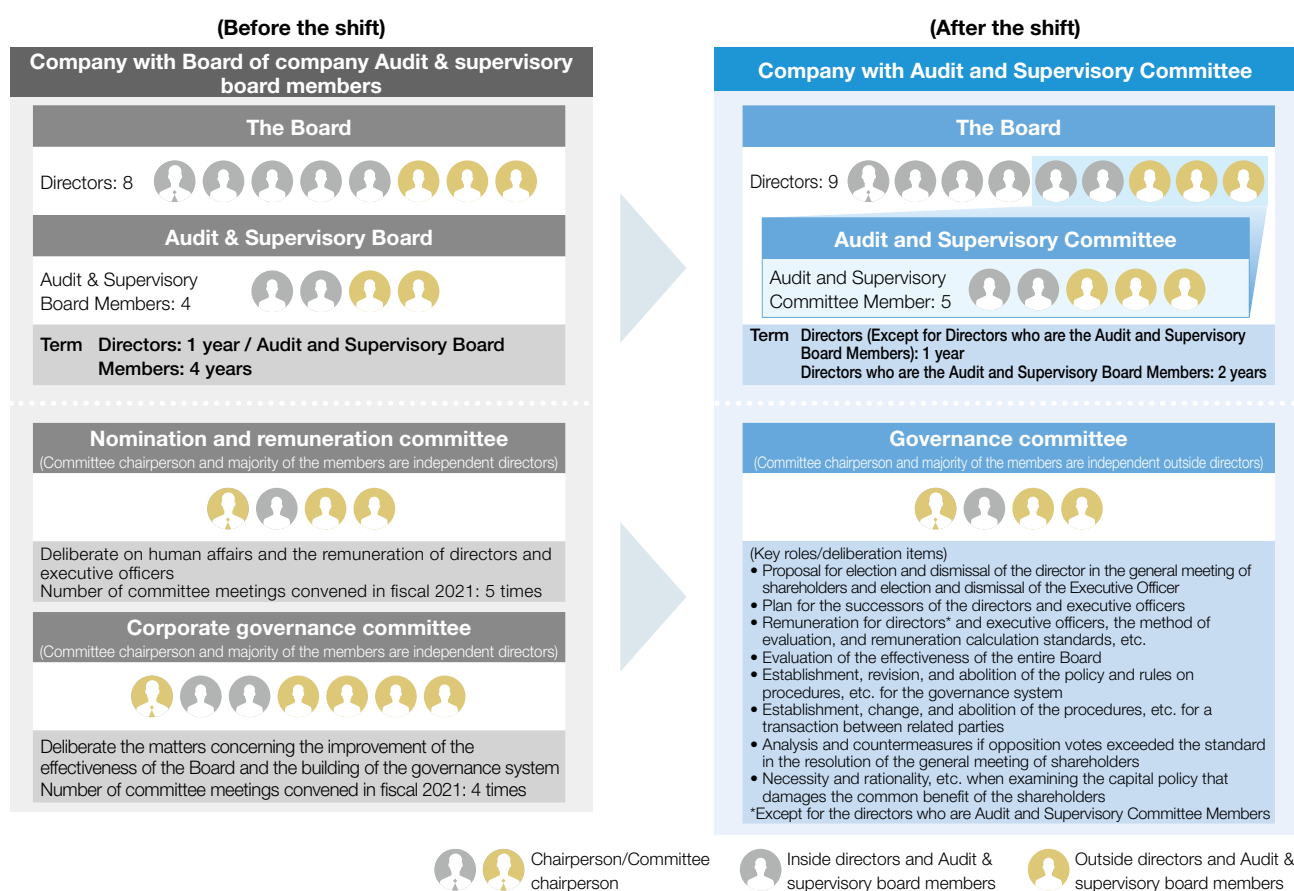 (Before the shift)
Company with Board of company Audit & supervisory
board members
The Board
Directors: 8
Audit & Supervisory Board
Audit & Supervisory
Board Members: 4
Term Directors: 1 year / Audit and Supervisory Board
Members: 4 years
Nomination and remuneration committee
(Committee chairperson and majority of the members are independent directors)
Deliberate on human affairs and the remuneration of directors and
executive officers
Number of committee meetings convened in fiscal 2021: 5 times
Corporate governance committee
(Committee chairperson and majority of the members are independent directors)
Deliberate the matters concerning the improvement of the
effectiveness of the Board and the building of the governance system
Number of committee meetings convened in fiscal 2021: 4 times
(After the shift)
Company with Audit and Supervisory Committee
The Board
Directors: 9
Audit and Supervisory Committee
Audit and Supervisory
Committee Member: 5
Term Directors (Except for Directors who are the Audit and Supervisory
Board Members): 1 year
Directors who are the Audit and Supervisory Board Members: 2 years
Governance committee
(Committee chairperson and majority of the members are independent outside directors)
(Key roles/deliberation items)
• Proposal for election and dismissal of the director in the general meeting of
shareholders and election and dismissal of the Executive Officer
• Plan for the successors of the directors and executive officers
• Remuneration for directors* and executive officers, the method of
evaluation, and remuneration calculation standards, etc.
• Evaluation of the effectiveness of the entire Board
• Establishment, revision, and abolition of the policy and rules on
procedures, etc. for the governance system
• Establishment, change, and abolition of the procedures, etc. for a
transaction between related parties
• Analysis and countermeasures if opposition votes exceeded the standard
in the resolution of the general meeting of shareholders
• Necessity and rationality, etc. when examining the capital policy that
damages the common benefit of the shareholders
*Except for the directors who are Audit and Supervisory Committee Members
Chairperson/Committee
chairperson
Inside directors and Audit &
supervisory board members
Outside directors and Audit &
supervisory board members